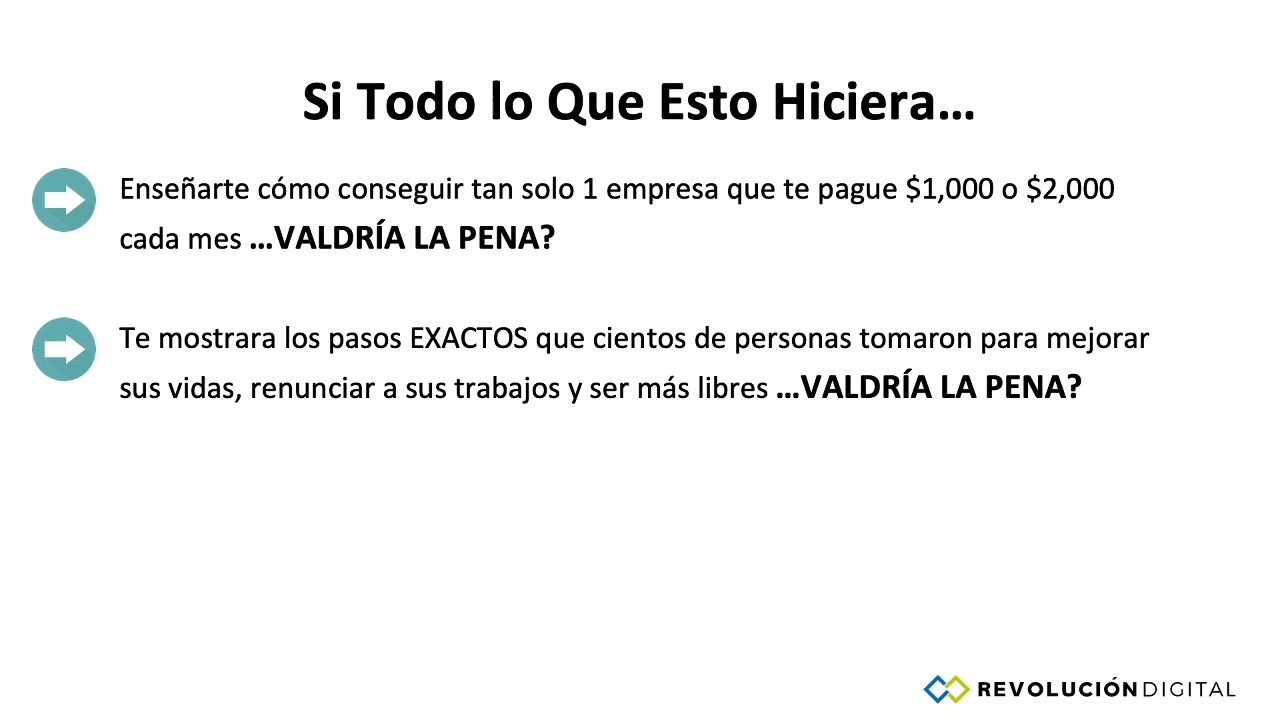 Si Todo lo Que Esto Hiciera...
Enseñarte cómo conseguir tan solo 1 empresa que te pague $1,000 o $2,000
cada mes ...VALDRÍA LA PENA?
Te mostrara los pasos EXACTOS que cientos de personas tomaron para mejorar
sus vidas, renunciar a sus trabajos y ser más libres ...VALDRÍA LA PENA?
REVOLUCIÓN DIGITAL